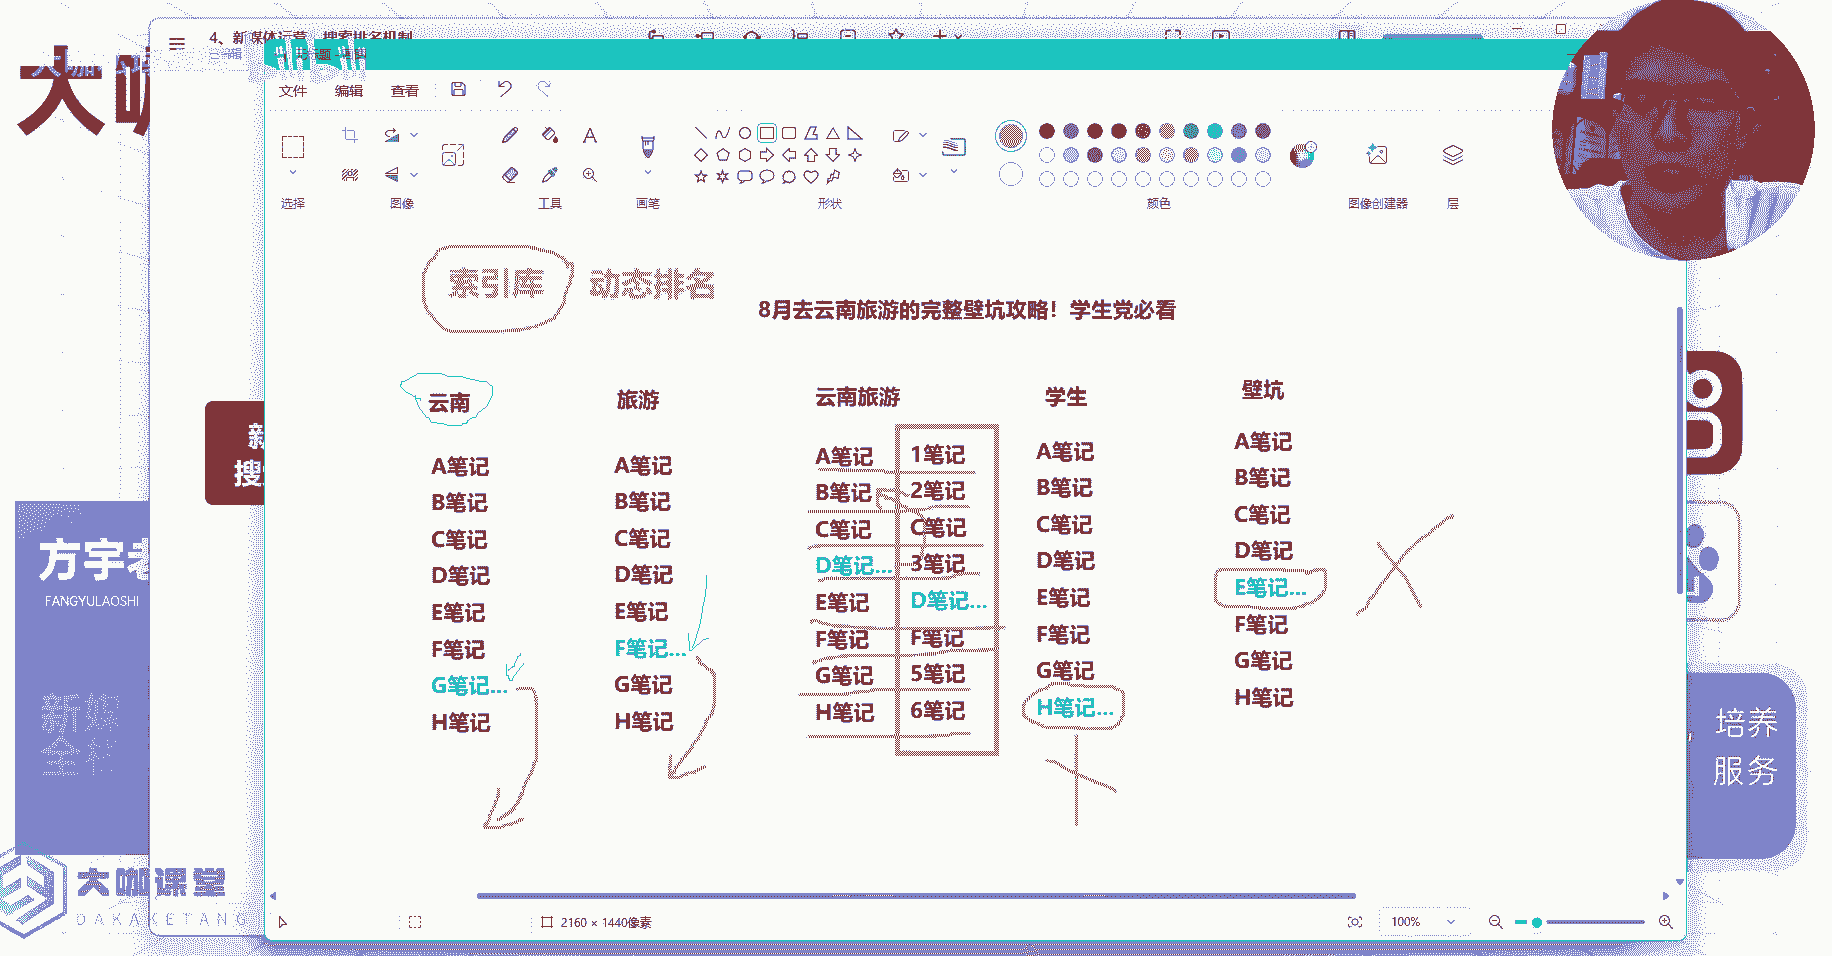 4、新媒体运营 搜索排名机制
已编辑
大咖
文件 编辑 查看
选择 图像 工具 画笔 形状 颜色 图像创建器 层
索引库 动态排名
8月去云南旅游的完整壁坑攻略！学生党必看
云南 旅游 云南旅游 学生 壁坑
A笔记 A笔记 A笔记 1笔记 A笔记 A笔记
B笔记 B笔记 B笔记 2笔记 B笔记 B笔记
C笔记 C笔记 C笔记 C笔记 C笔记 C笔记
D笔记 D笔记 D笔记... 3笔记 D笔记 D笔记
E笔记 E笔记 E笔记 D笔记... E笔记 E笔记...
F笔记 F笔记... F笔记 F笔记 F笔记 F笔记
G笔记... G笔记 G笔记 5笔记 G笔记 G笔记
H笔记 H笔记 H笔记 6笔记 H笔记... H笔记
新
搜
方宇老
FANGYULAOSHI
新媒
全栈
培养
服务
大咖课堂
DAKAKETANG
2160 × 1440像素
100%